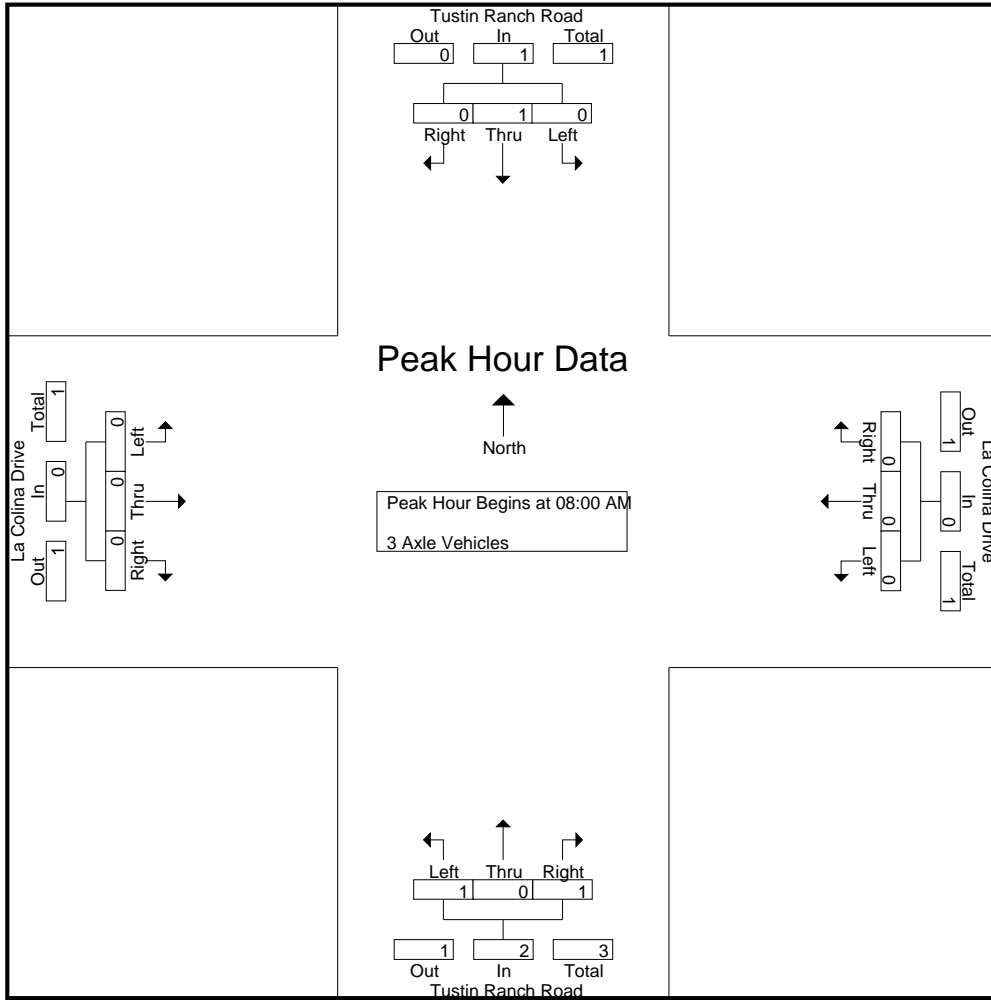 Tustin Ranch Road
Out In Total
0 1 1
0 1 0
Right Thru Left
Peak Hour Data
North
Peak Hour Begins at 08:00 AM
3 Axle Vehicles
La Colina Drive
Out In Total
1 0 1
0 0 0
Right Thru Left
La Colina Drive
Total In Out
1 0 1
0 0 0
Left Thru Right
Left Thru Right
1 0 1
1 2 3
Out In Total
Tustin Ranch Road